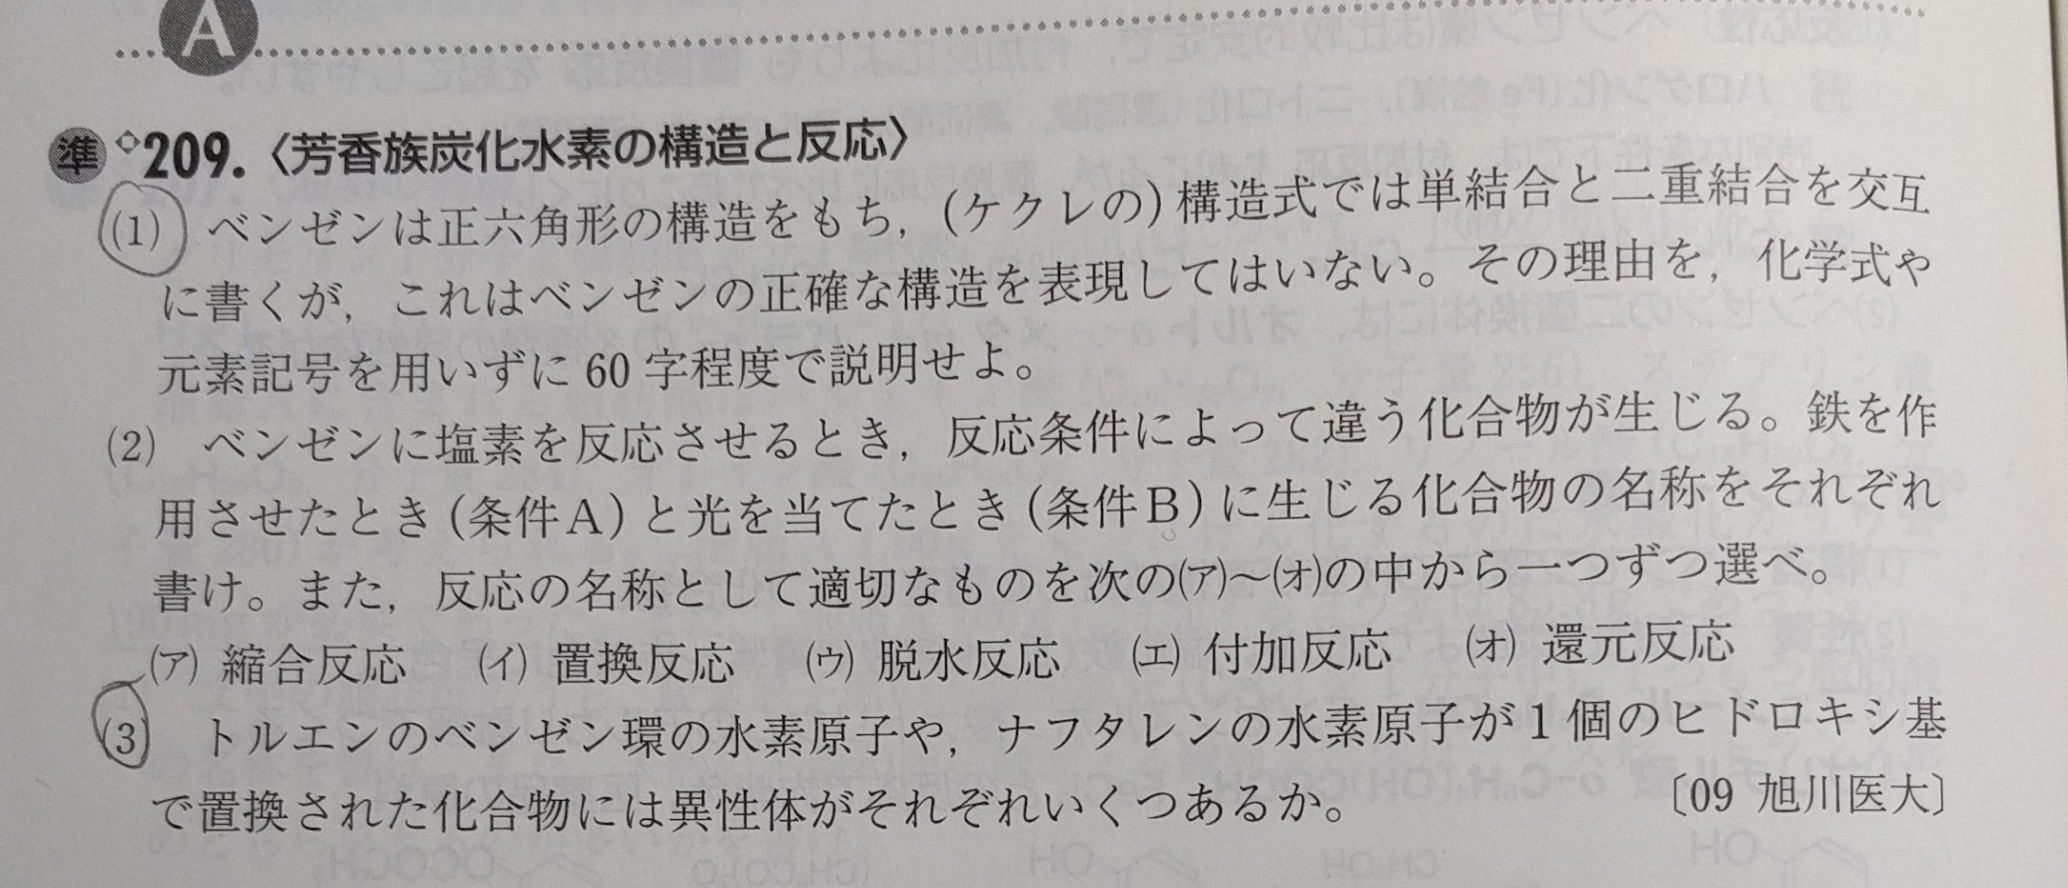 A
準 ◇209.〈芳香族炭化水素の構造と反応〉
(1) ベンゼンは正六角形の構造をもち，(ケクレの)構造式では単結合と二重結合を交互
に書くが，これはベンゼンの正確な構造を表現してはいない。その理由を，化学式や
元素記号を用いずに 60 字程度で説明せよ。
(2) ベンゼンに塩素を反応させるとき，反応条件によって違う化合物が生じる。鉄を作
用させたとき(条件A)と光を当てたとき(条件B)に生じる化合物の名称をそれぞれ
書け。また，反応の名称として適切なものを次の(ア)～(オ)の中から一つずつ選べ。
(ア) 縮合反応 (イ) 置換反応 (ウ) 脱水反応 (エ) 付加反応 (オ) 還元反応
(3) トルエンのベンゼン環の水素原子や，ナフタレンの水素原子が1個のヒドロキシ基
で置換された化合物には異性体がそれぞれいくつあるか。 〔09 旭川医大〕